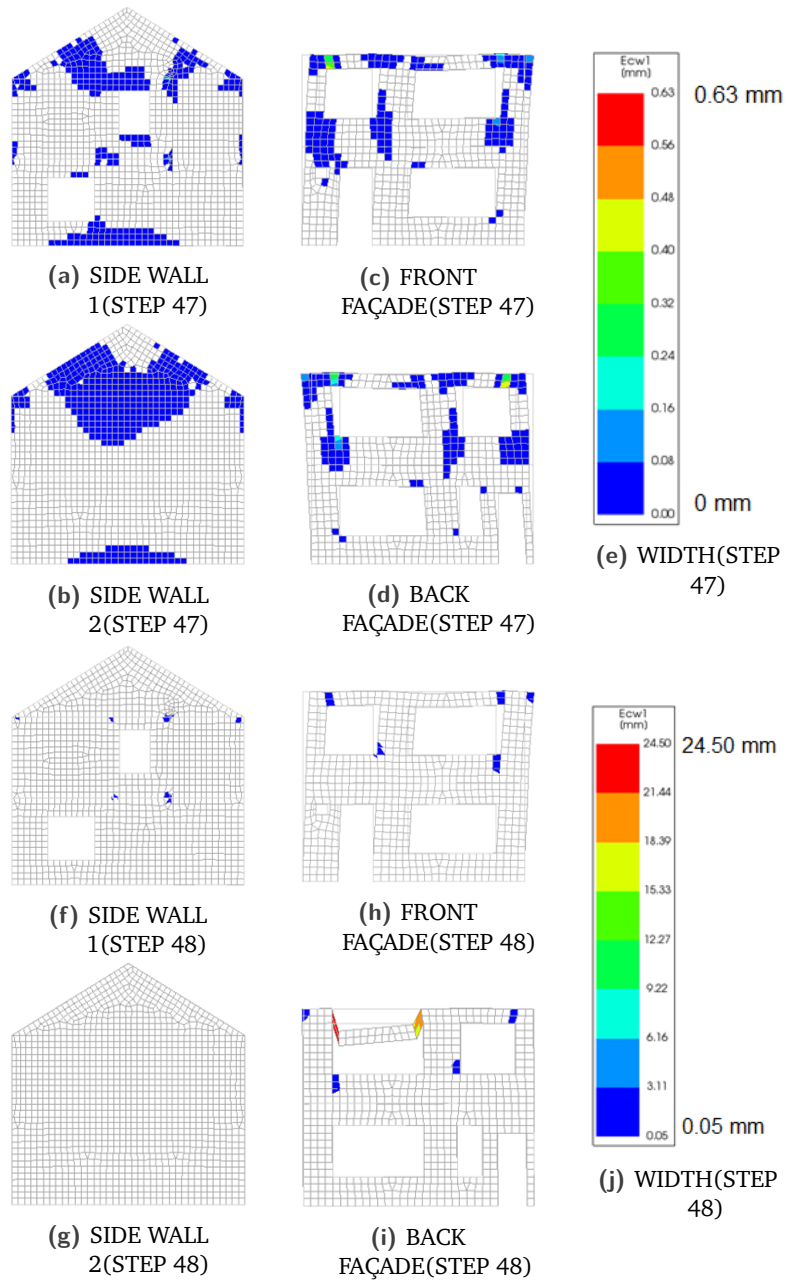 Ecw1
(mm)
0.63
0.63 mm
0.56
0.48
0.40
0.32
0.24
0.16
0.08
0.00
0 mm
(a) SIDE WALL
1(STEP 47)
(c) FRONT
FAÇADE(STEP 47)
(b) SIDE WALL
2(STEP 47)
(d) BACK
FAÇADE(STEP 47)
(e) WIDTH(STEP
47)
Ecw1
(mm)
24.50
24.50 mm
21.44
18.39
15.33
12.27
9.22
6.16
3.11
0.05
0.05 mm
(f) SIDE WALL
1(STEP 48)
(h) FRONT
FAÇADE(STEP 48)
(g) SIDE WALL
2(STEP 48)
(i) BACK
FAÇADE(STEP 48)
(j) WIDTH(STEP
48)